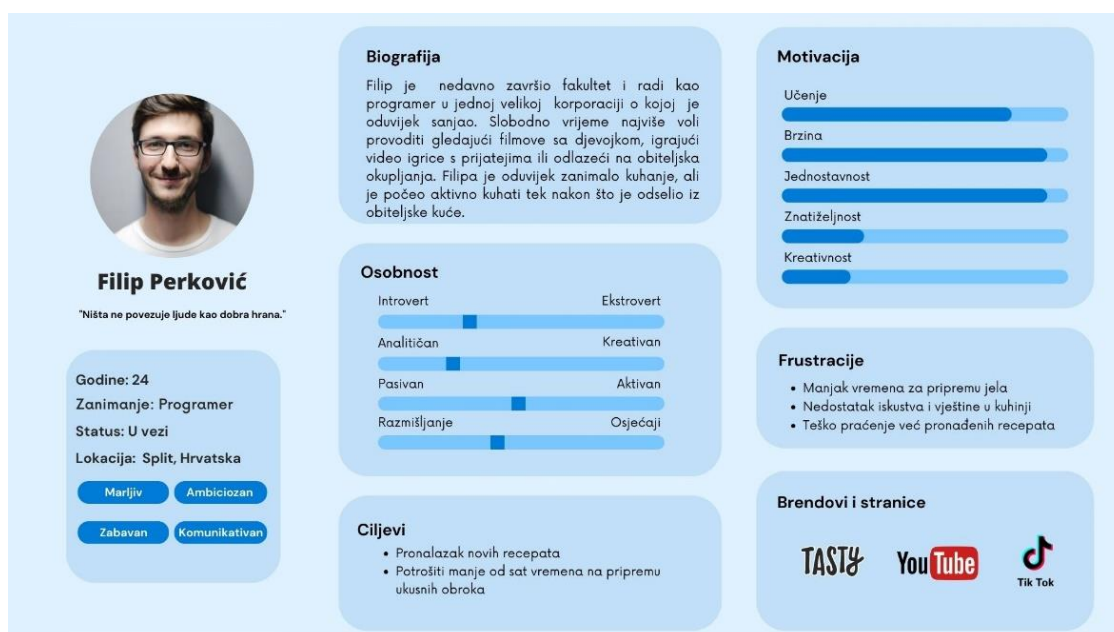 Filip Perković
"Ništa ne povezuje ljude kao dobra hrana."
Godine: 24
Zanimanje: Programer
Status: U vezi
Lokacija: Split, Hrvatska
Marljiv
Ambiciozan
Zabavan
Komunikativan
Biografija
Filip je nedavno završio fakultet i radi kao
programer u jednoj velikoj korporaciji o kojoj je
oduvijek sanjao. Slobodno vrijeme najviše voli
provoditi gledajući filmove sa djevojkom, igrajući
video igrice s prijatejima ili odlazeći na obiteljska
okupljanja. Filipa je oduvijek zanimalo kuhanje, ali
je počeo aktivno kuhati tek nakon što je odselio iz
obiteljske kuće.
Osobnost
Introvert
Ekstrovert
Analitičan
Kreativan
Pasivan
Aktivan
Razmišljanje
Osjećaji
Ciljevi
• Pronalazak novih recepata
• Potrošiti manje od sat vremena na pripremu
ukusnih obroka
Motivacija
Učenje
Brzina
Jednostavnost
Znatiželjnost
Kreativnost
Frustracije
• Manjak vremena za pripremu jela
• Nedostatak iskustva i vještine u kuhinji
• Teško praćenje već pronađenih recepata
Brendovi i stranice
TASTY
YouTube
Tik Tok